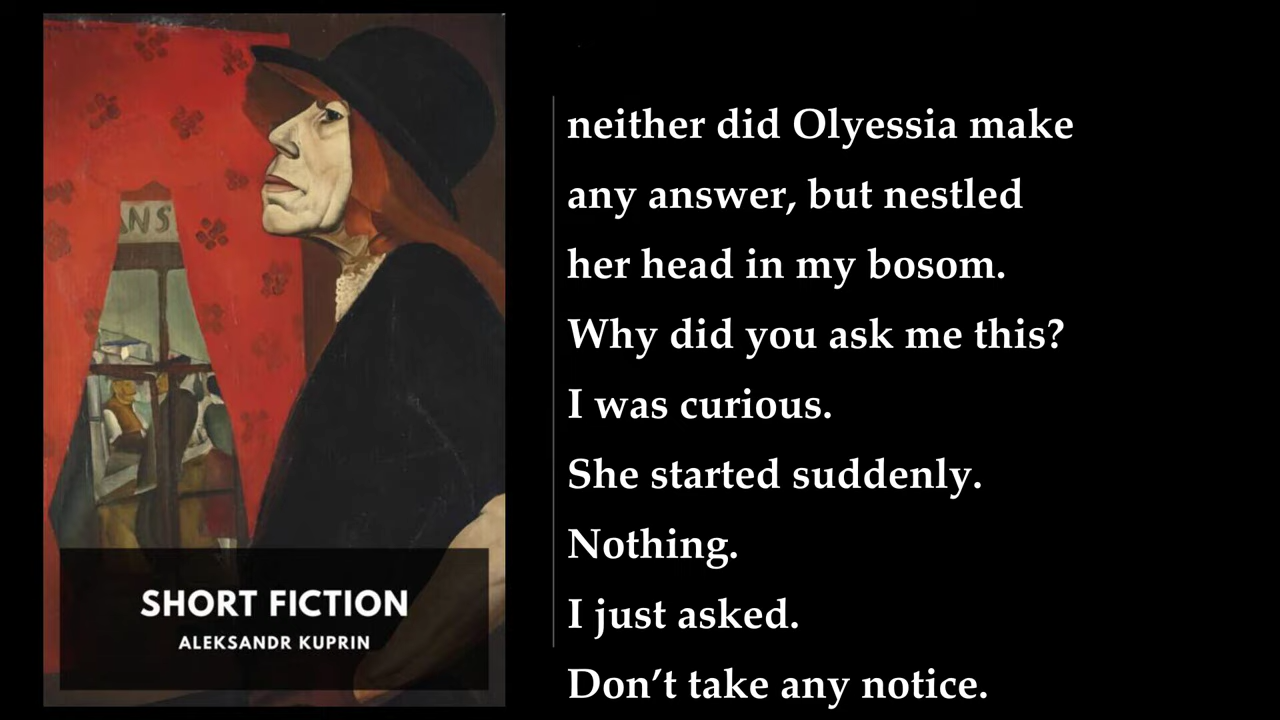 ANS
SHORT FICTION
ALEKSANDR KUPRIN
neither did Olyessia make
any answer, but nestled
her head in my bosom.
Why did you ask me this?
I was curious.
She started suddenly.
Nothing.
I just asked.
Don’t take any notice.